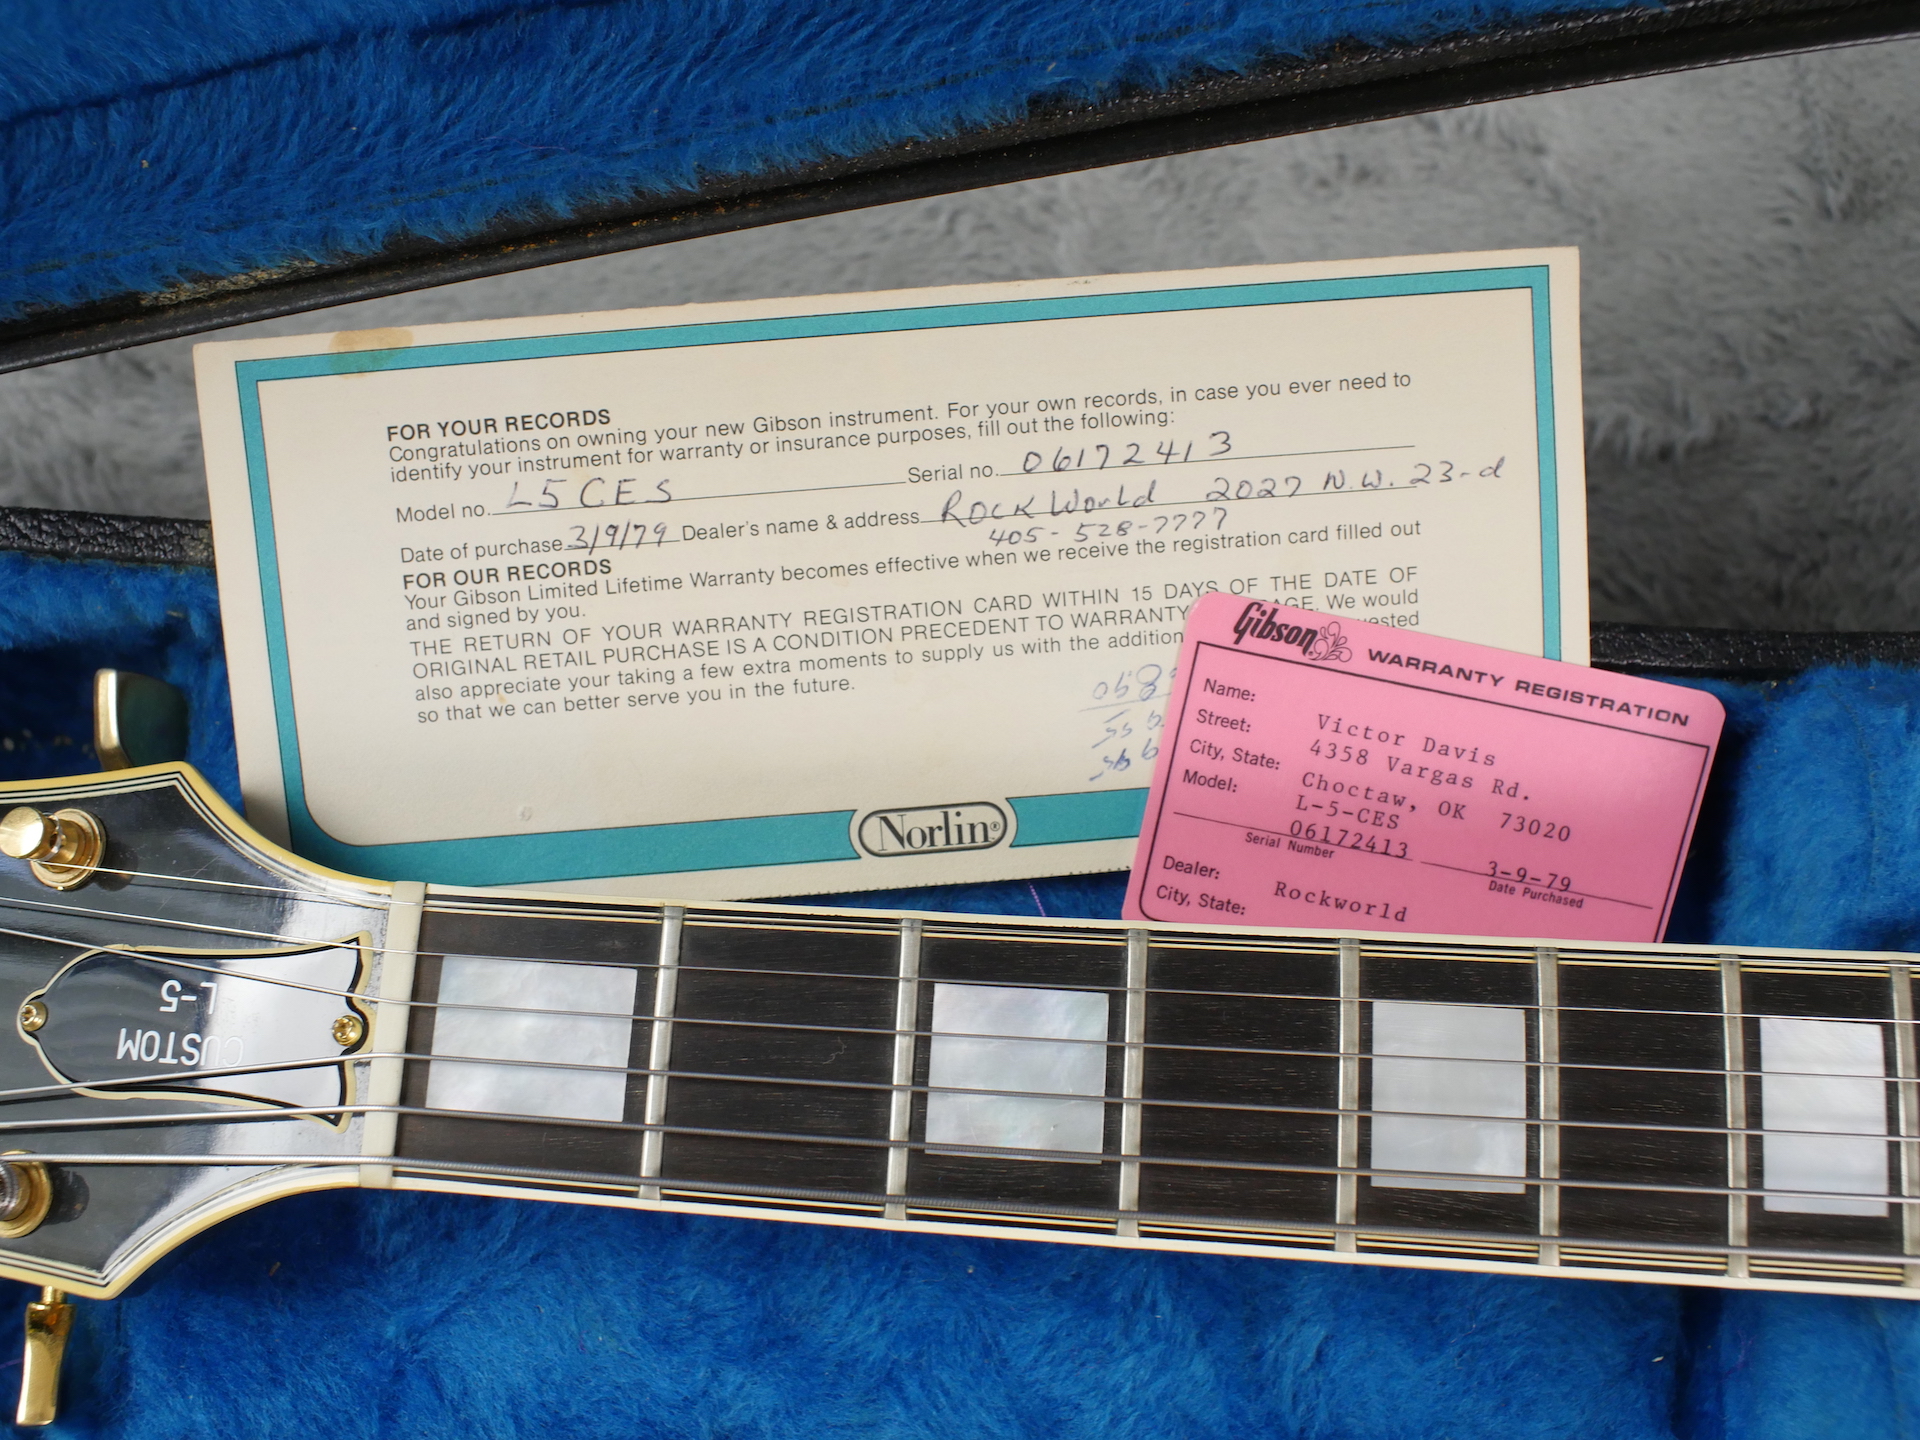 FOR YOUR RECORDS
Congratulations on owning your new Gibson instrument. For your own records, in case you ever need to
identify your instrument for warranty or insurance purposes, fill out the following:
Model no. L5 CES Serial no. 06172413
Date of purchase 3/9/79 Dealer's name & address Rock World 2027 N.W. 23-d
405-528-7777
FOR OUR RECORDS
Your Gibson Limited Lifetime Warranty becomes effective when we receive the registration card filled out
and signed by you.
THE RETURN OF YOUR WARRANTY REGISTRATION CARD WITHIN 15 DAYS OF THE DATE OF
ORIGINAL RETAIL PURCHASE IS A CONDITION PRECEDENT TO WARRANTY We would
also appreciate your taking a few extra moments to supply us with the
so that we can better serve you in the future.
Norlin®
Gibson WARRANTY REGISTRATION
Name: Victor Davis
Street: 4358 Vargas Rd.
City, State: Choctaw, OK 73020
Model: L-5-CES
06172413 3-9-79
Serial Number Date Purchased
Dealer: Rockworld
City, State:
CUSTOM
L-5